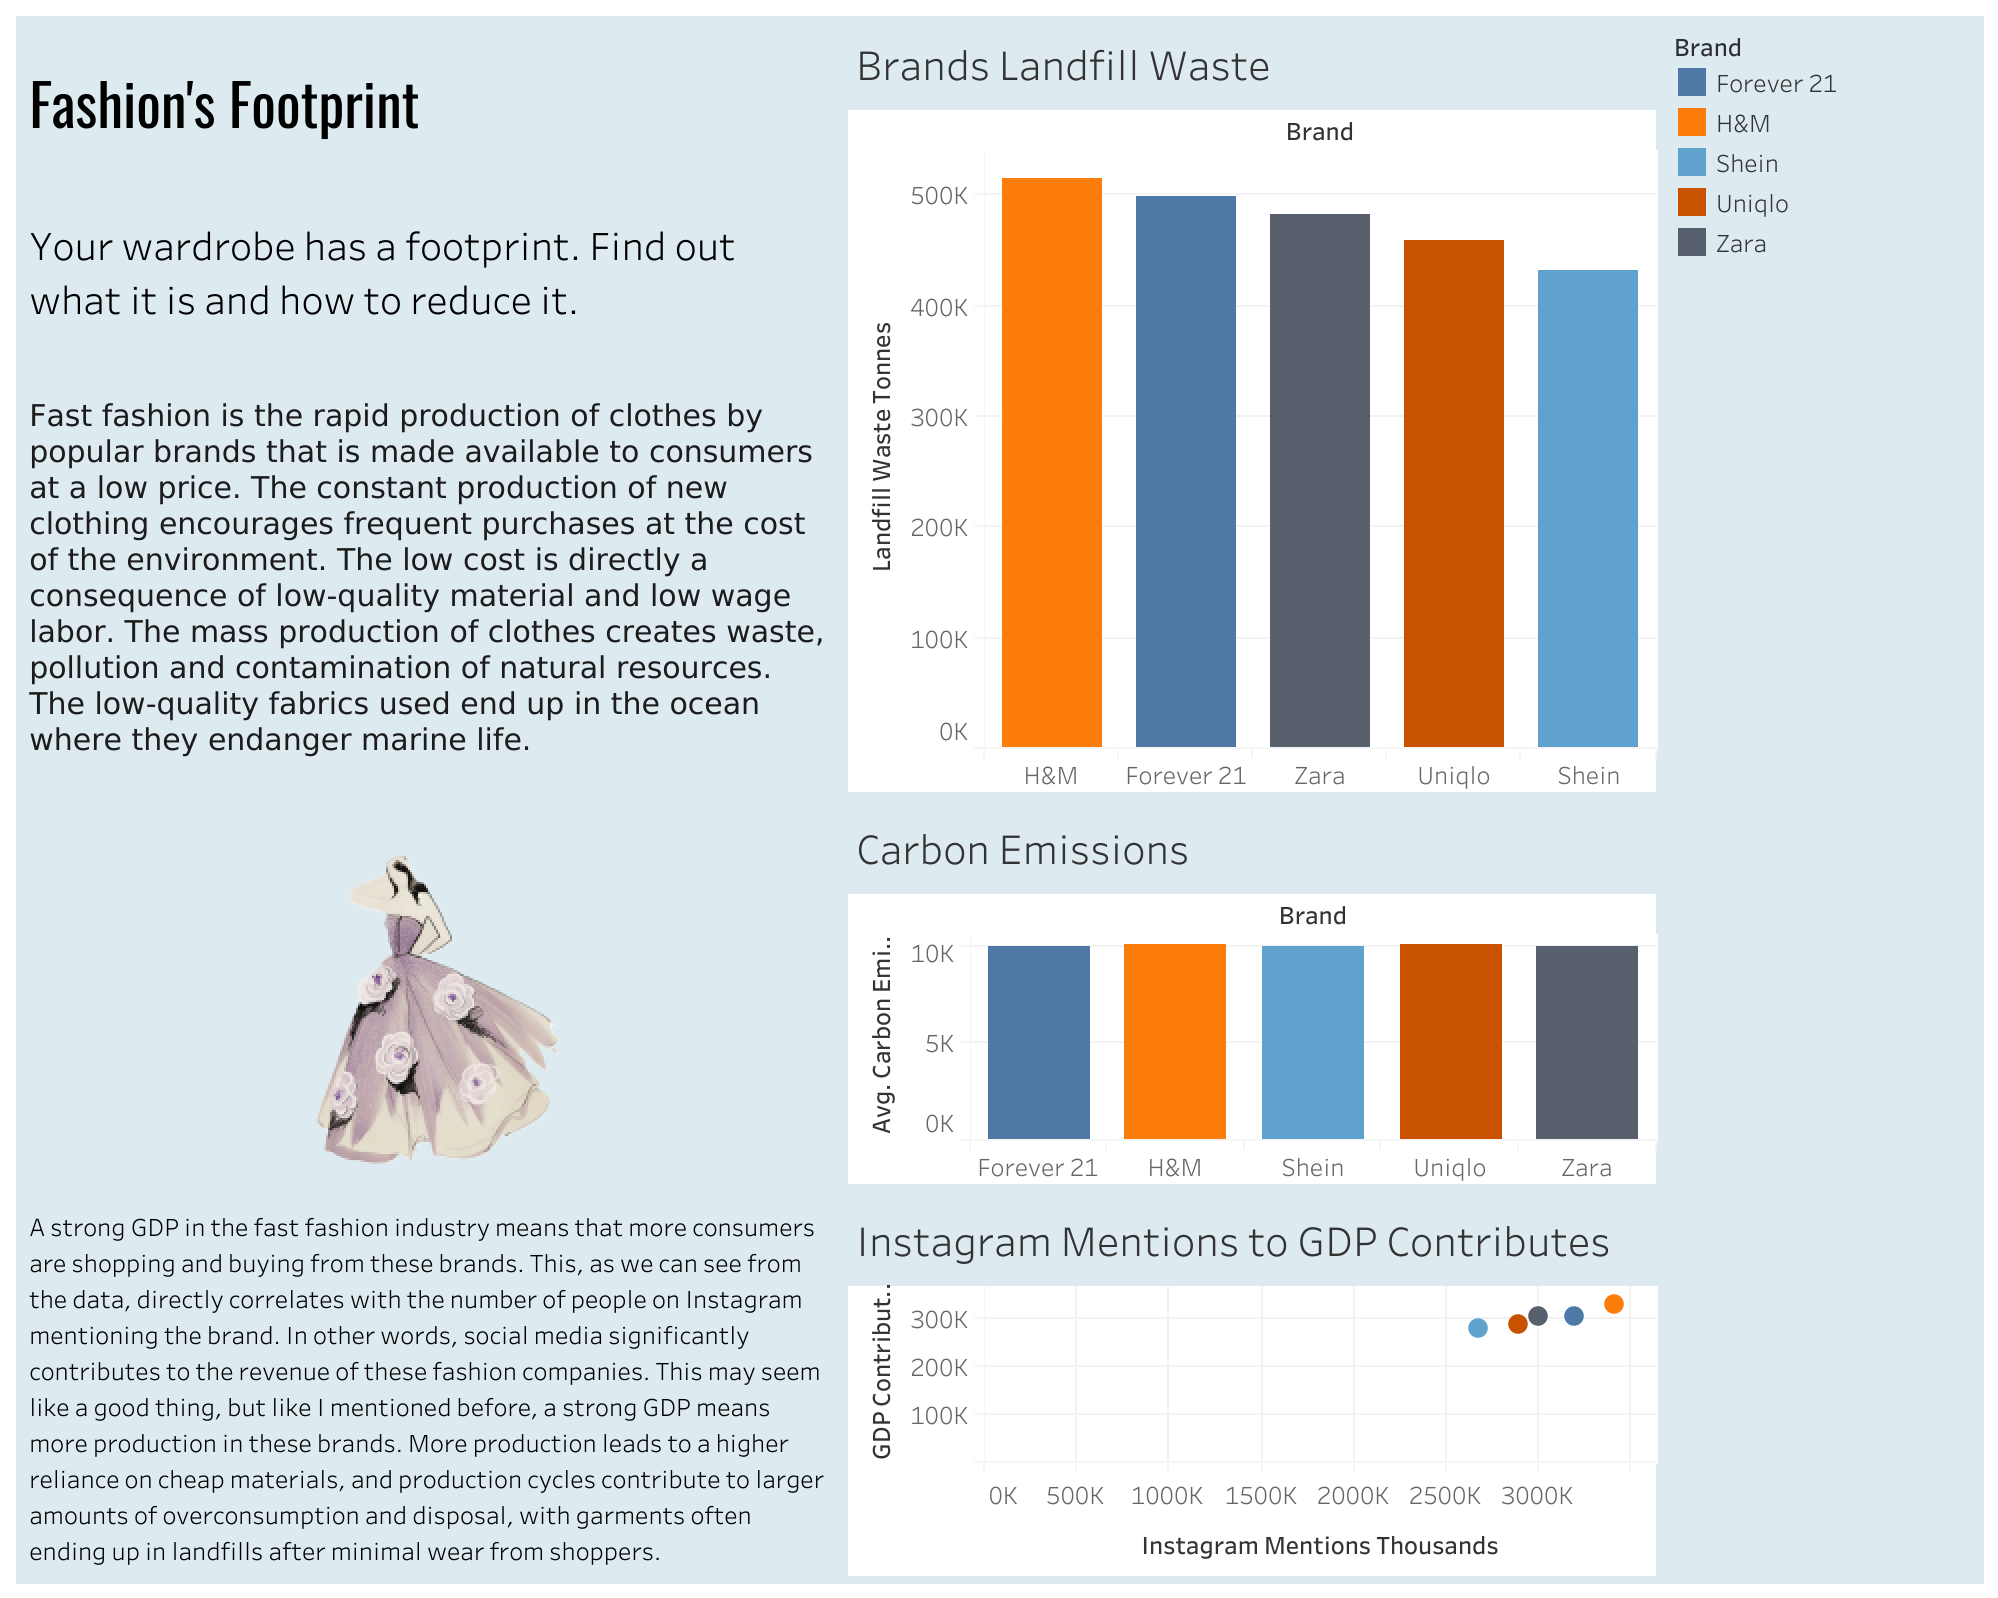 Fashion's Footprint
Your wardrobe has a footprint. Find out
what it is and how to reduce it.
Fast fashion is the rapid production of clothes by
popular brands that is made available to consumers
at a low price. The constant production of new
clothing encourages frequent purchases at the cost
of the environment. The low cost is directly a
consequence of low-quality material and low wage
labor. The mass production of clothes creates waste,
pollution and contamination of natural resources.
The low-quality fabrics used end up in the ocean
where they endanger marine life.
A strong GDP in the fast fashion industry means that more consumers
are shopping and buying from these brands. This, as we can see from
the data, directly correlates with the number of people on Instagram
mentioning the brand. In other words, social media significantly
contributes to the revenue of these fashion companies. This may seem
like a good thing, but like I mentioned before, a strong GDP means
more production in these brands. More production leads to a higher
reliance on cheap materials, and production cycles contribute to larger
amounts of overconsumption and disposal, with garments often
ending up in landfills after minimal wear from shoppers.
Brands Landfill Waste
Brand
Landfill Waste Tonnes
500K
400K
300K
200K
100K
0K
H&M Forever 21 Zara Uniqlo Shein
Carbon Emissions
Brand
Avg. Carbon Emi..
10K
5K
0K
Forever 21 H&M Shein Uniqlo Zara
Instagram Mentions to GDP Contributes
GDP Contribut..
300K
200K
100K
0K 500K 1000K 1500K 2000K 2500K 3000K
Instagram Mentions Thousands
Brand
Forever 21
H&M
Shein
Uniqlo
Zara